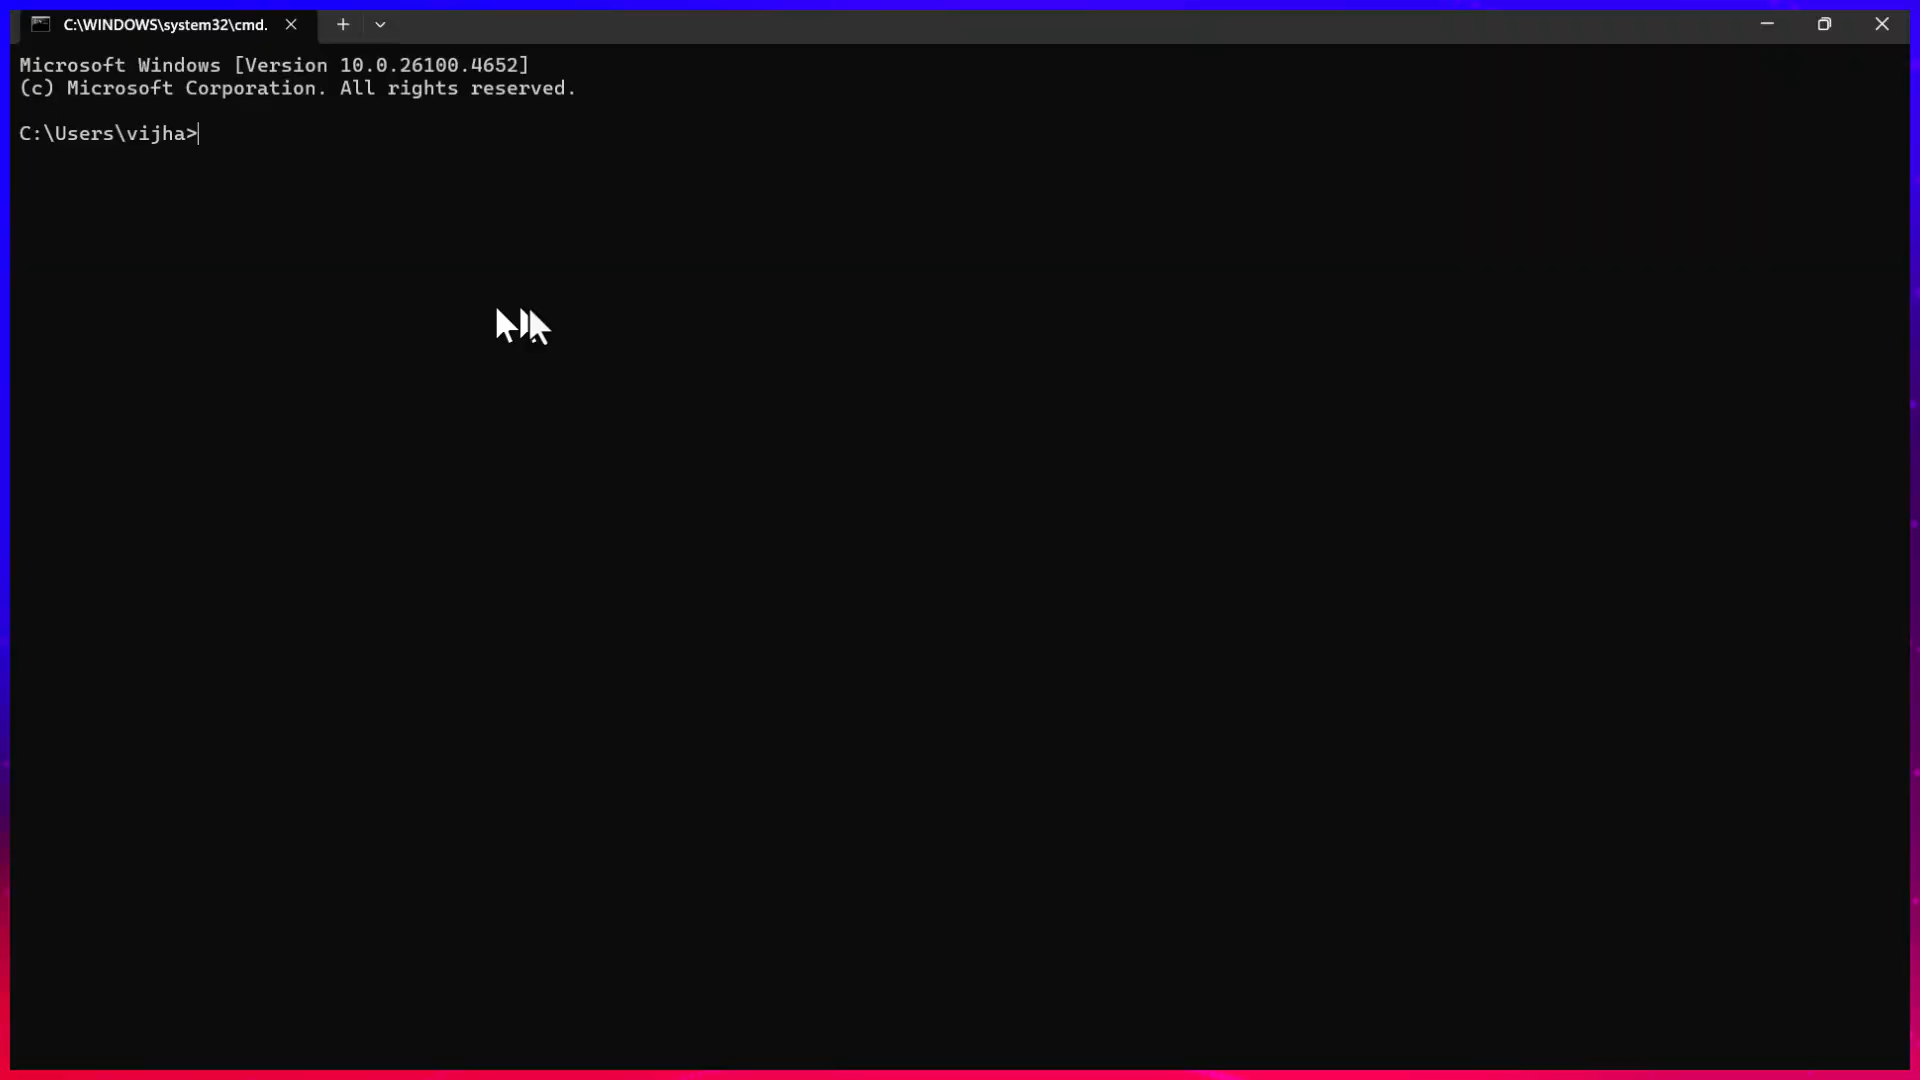 C:\WINDOWS\system32\cmd.
Microsoft Windows [Version 10.0.26100.4652]
(c) Microsoft Corporation. All rights reserved.
C:\Users\vijha>